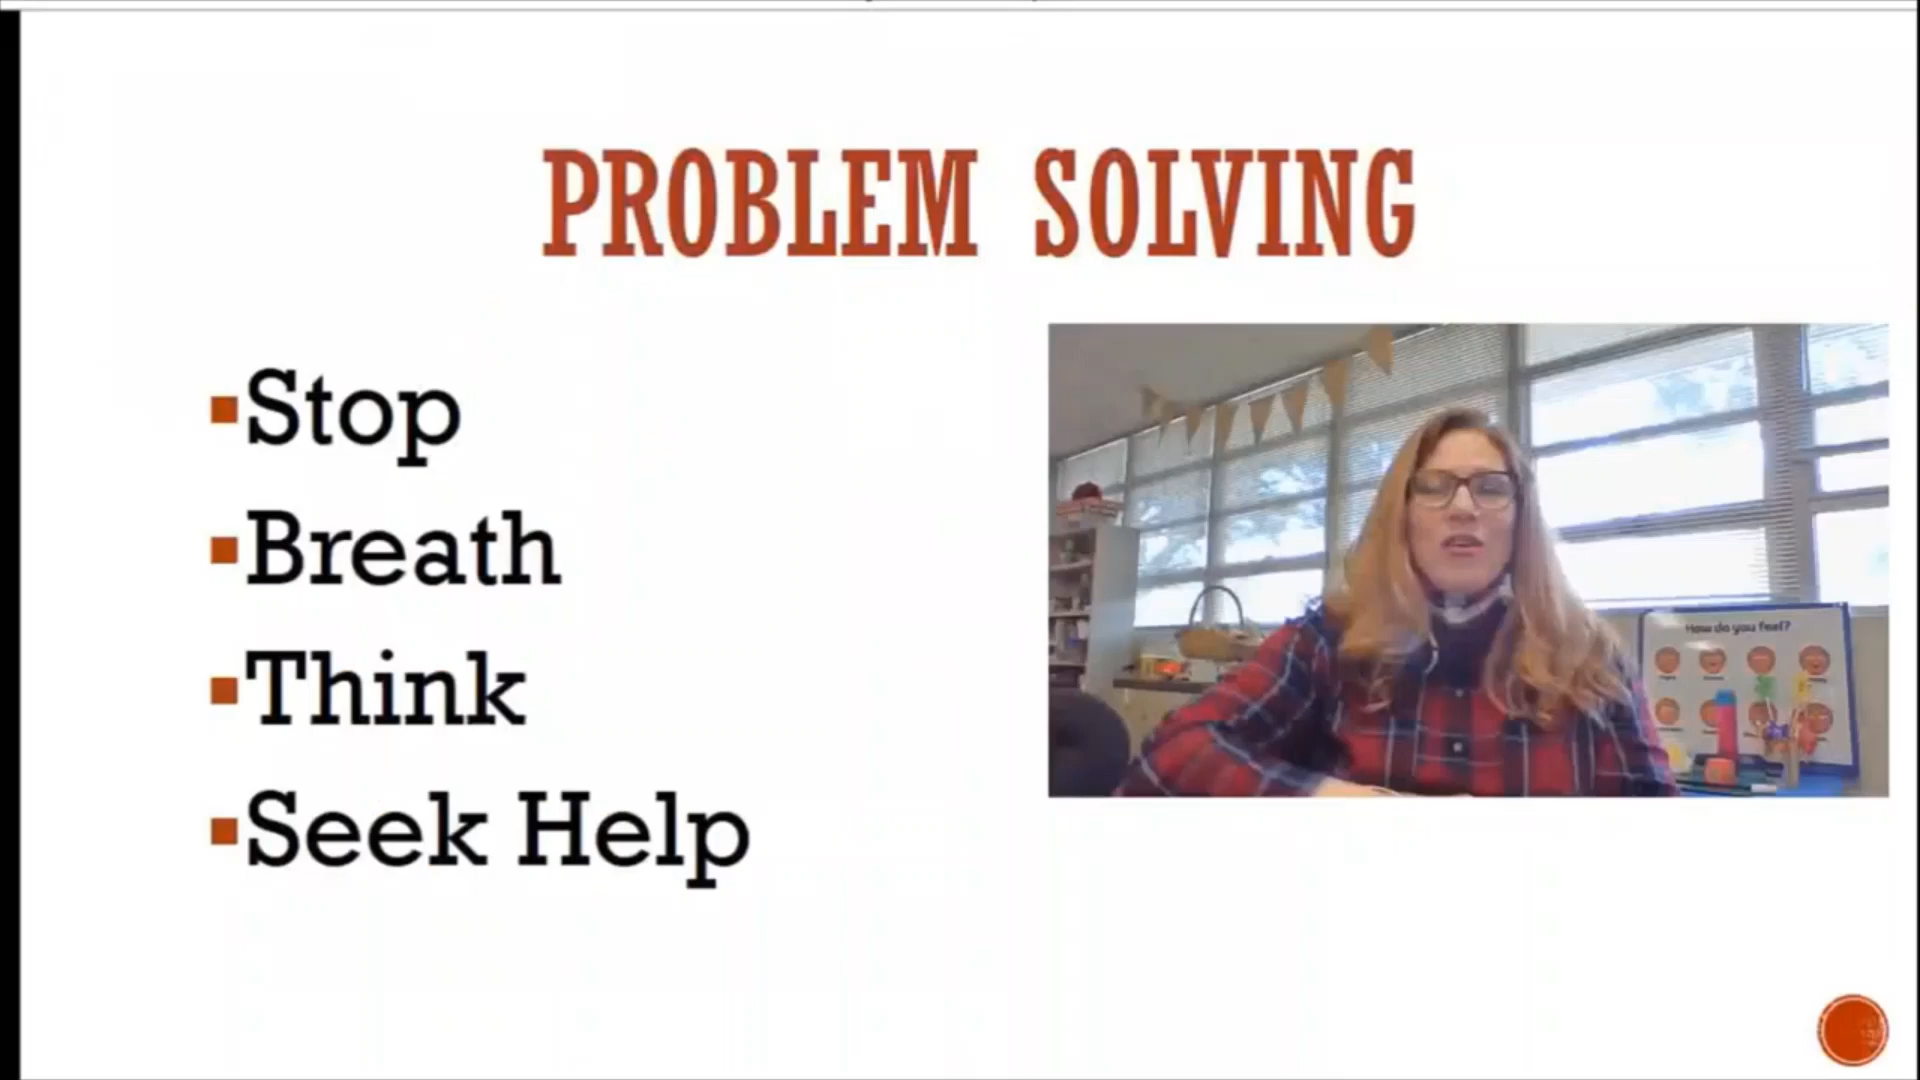 PROBLEM SOLVING
Stop
Breath
Think
Seek Help
How do you feel?